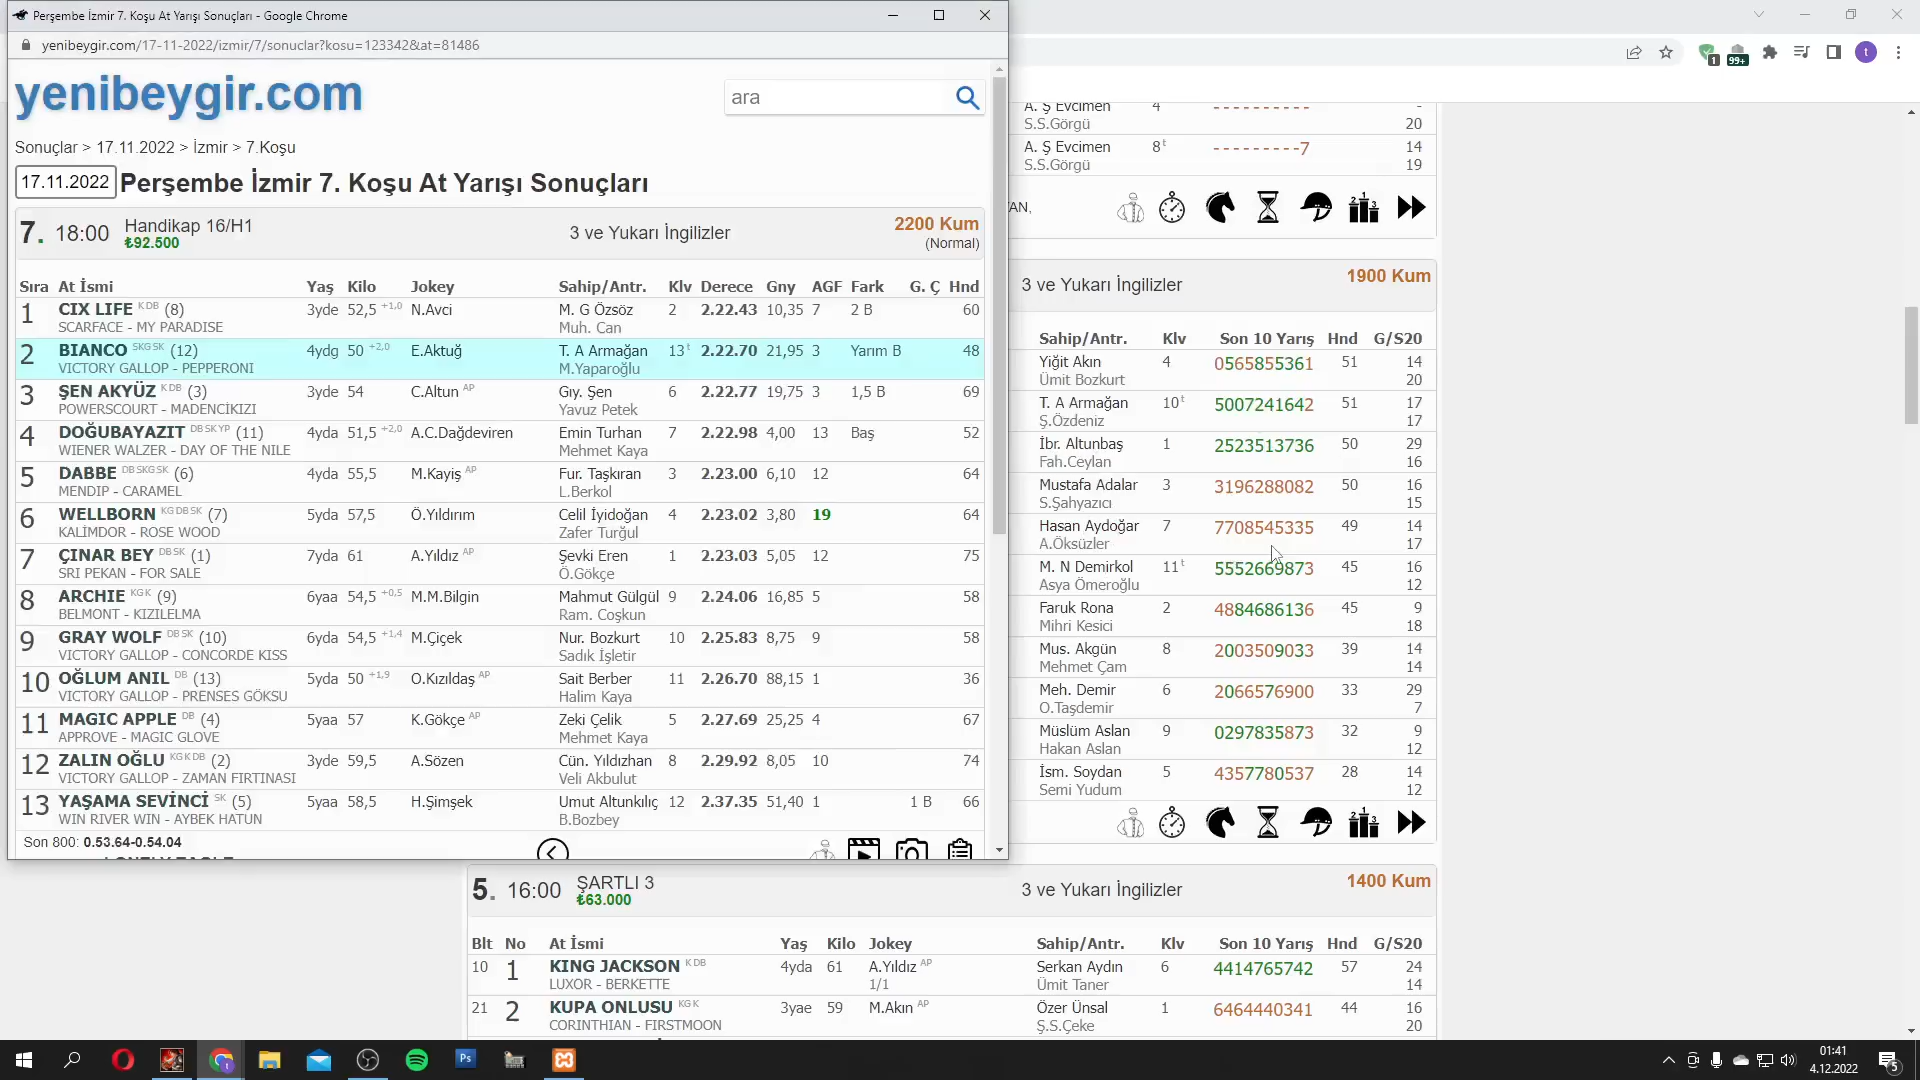 Perşembe İzmir 7. Koşu At Yarışı Sonuçları - Google Chrome
yenibeygir.com/17-11-2022/izmir/7/sonuclar?kosu=123342&at=81486
yenibeygir.com
ara
Sonuçlar > 17.11.2022 > İzmir > 7.Koşu
17.11.2022 Perşembe İzmir 7. Koşu At Yarışı Sonuçları
7. 18:00 Handikap 16/H1 3 ve Yukarı İngilizler 2200 Kum
₺92.500 (Normal)
Sıra At İsmi Yaş Kilo Jokey Sahip/Antr. Klv Derece Gny AGF Fark G. Ç Hnd
1 CIX LIFE K DB (8) 3yde 52,5 +1,0 N.Avci M. G Özsöz 2 2.22.43 10,35 7 2 B 60
SCARFACE - MY PARADISE Muh. Can
2 BIANCO SKG SK (12) 4ydg 50 +2,0 E.Aktuğ T. A Armağan 13 t 2.22.70 21,95 3 Yarım B 48
VICTORY GALLOP - PEPPERONI M.Yaparoğlu
3 ŞEN AKYÜZ K DB (3) 3yde 54 C.Altun AP Gıy. Şen 6 2.22.77 19,75 3 1,5 B 69
POWERSCOURT - MADENCİKIZI Yavuz Petek
4 DOĞUBAYAZIT DB SK YP (11) 4yda 51,5 +2,0 A.C.Dağdeviren Emin Turhan 7 2.22.98 4,00 13 Baş 52
WIENER WALZER - DAY OF THE NILE Mehmet Kaya
5 DABBE DB SKG SK (6) 4yda 55,5 M.Kayiş AP Fur. Taşkıran 3 2.23.00 6,10 12 64
MENDIP - CARAMEL L.Berkol
6 WELLBORN KG DB SK (7) 5yda 57,5 Ö.Yıldırım Celil İyidoğan 4 2.23.02 3,80 19 64
KALİMDOR - ROSE WOOD Zafer Turğul
7 ÇINAR BEY DB SK (1) 7yda 61 A.Yıldız AP Şevki Eren 1 2.23.03 5,05 12 75
SRI PEKAN - FOR SALE Ö.Gökçe
8 ARCHIE KG K (9) 6yaa 54,5 +0,5 M.M.Bilgin Mahmut Gülgül 9 2.24.06 16,85 5 58
BELMONT - KIZILELMA Ram. Coşkun
9 GRAY WOLF DB SK (10) 6yda 54,5 +1,4 M.Çiçek Nur. Bozkurt 10 2.25.83 8,75 9 58
VICTORY GALLOP - CONCORDE KISS Sadık İşletir
10 OĞLUM ANIL DB (13) 5yda 50 +1,9 O.Kızıldaş AP Sait Berber 11 2.26.70 88,15 1 36
VICTORY GALLOP - PRENSES GÖKSU Halim Kaya
11 MAGIC APPLE DB (4) 5yaa 57 K.Gökçe AP Zeki Çelik 5 2.27.69 25,25 4 67
APPROVE - MAGIC GLOVE Mehmet Kaya
12 ZALIN OĞLU KG K DB (2) 3yde 59,5 A.Sözen Cün. Yıldızhan 8 2.29.92 8,05 10 74
VICTORY GALLOP - ZAMAN FIRTINASI Veli Akbulut
13 YAŞAMA SEVİNCİ SK (5) 5yaa 58,5 H.Şimşek Umut Altunkılıç 12 2.37.35 51,40 1 1 B 66
WIN RIVER WIN - AYBEK HATUN B.Bozbey
Son 800: 0.53.64-0.54.04
1 99+ t
A. Ş Evcimen 4 ---------- -
S.S.Görgü 20
A. Ş Evcimen 8 t ---------7 14
S.S.Görgü 19
3 ve Yukarı İngilizler 1900 Kum
Sahip/Antr. Klv Son 10 Yarış Hnd G/S20
Yiğit Akın 4 0565855361 51 14
Ümit Bozkurt 20
T. A Armağan 10 t 5007241642 51 17
Ş.Özdeniz 17
İbr. Altunbaş 1 2523513736 50 29
Fah.Ceylan 16
Mustafa Adalar 3 3196288082 50 16
S.Şahyazıcı 15
Hasan Aydoğar 7 7708545335 49 14
A.Öksüzler 17
M. N Demirkol 11 t 5552669873 45 16
Asya Ömeroğlu 12
Faruk Rona 2 4884686136 45 9
Mihri Kesici 18
Mus. Akgün 8 2003509033 39 14
Mehmet Çam 14
Meh. Demir 6 2066576900 33 29
O.Taşdemir 7
Müslüm Aslan 9 0297835873 32 9
Hakan Aslan 12
İsm. Soydan 5 4357780537 28 14
Semi Yudum 12
5. 16:00 ŞARTLI 3 3 ve Yukarı İngilizler 1400 Kum
₺63.000
Blt No At İsmi Yaş Kilo Jokey Sahip/Antr. Klv Son 10 Yarış Hnd G/S20
10 1 KING JACKSON K DB 4yda 61 A.Yıldız AP Serkan Aydın 6 4414765742 57 24
LUXOR - BERKETTE 1/1 Ümit Taner 14
21 2 KUPA ONLUSU KG K 3yae 59 M.Akın AP Özer Ünsal 1 6464440341 44 16
CORINTHIAN - FIRSTMOON Ş.S.Çeke 20
Ps
01:41
4.12.2022
5